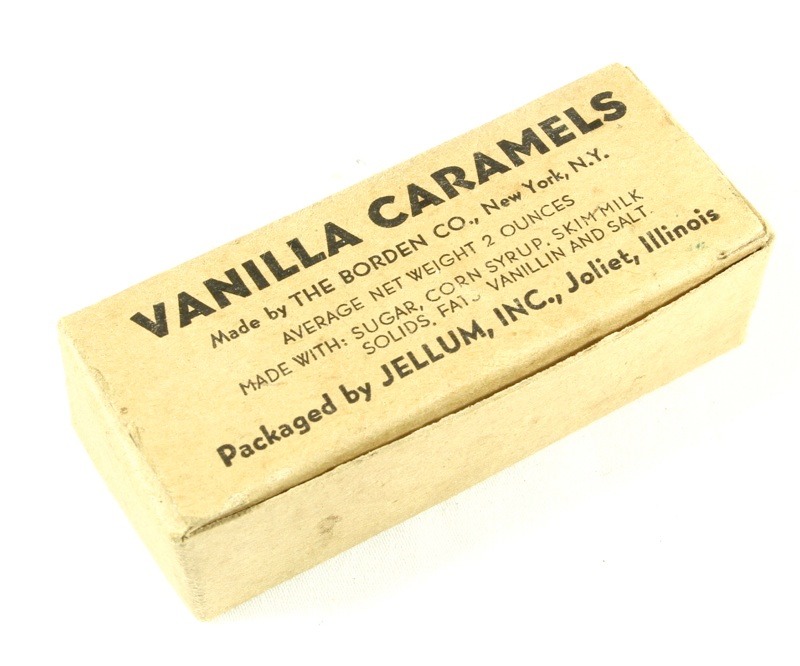 VANILLA CARAMELS
Made by THE BORDEN CO., New York, N.Y.
AVERAGE NET WEIGHT 2 OUNCES
MADE WITH: SUGAR, CORN SYRUP, SKIM MILK
SOLIDS, FATS VANILLIN AND SALT.
Packaged by JELLUM, INC., Joliet, Illinois